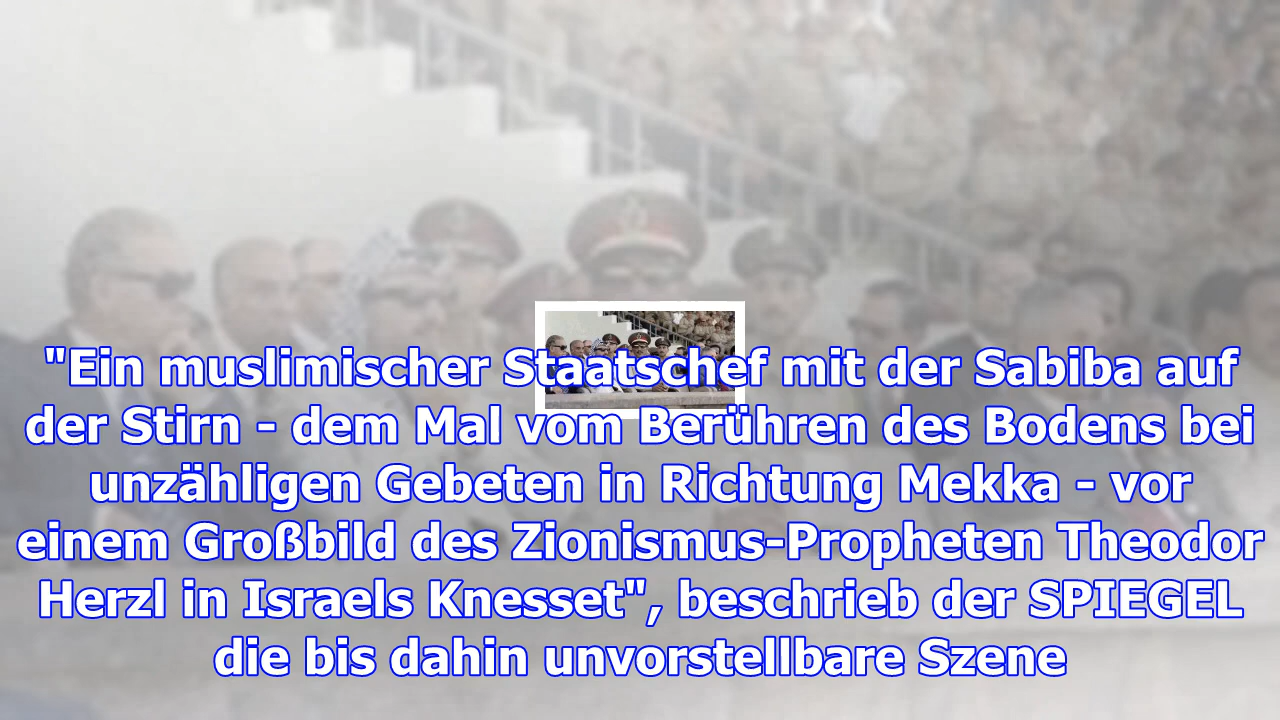 "Ein muslimischer Staatschef mit der Sabiba auf
der Stirn - dem Mal vom Berühren des Bodens bei
unzähligen Gebeten in Richtung Mekka - vor
einem Großbild des Zionismus-Propheten Theodor
Herzl in Israels Knesset", beschrieb der SPIEGEL
die bis dahin unvorstellbare Szene